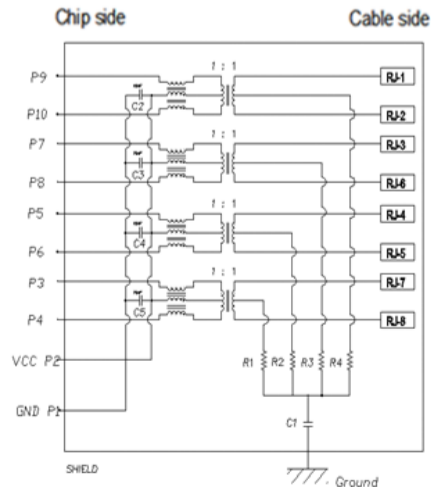 Chip side Cable side
1 : 1
P9 RJ-1
C2
P10 RJ-2
1 : 1
P7 RJ-3
C3
P8 RJ-6
1 : 1
P5 RJ-4
C4
P6 RJ-5
1 : 1
P3 RJ-7
C5
P4 RJ-8
VCC P2
R1 R2 R3 R4
GND P1
C1
SHIELD
Ground